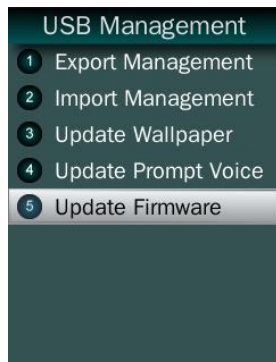 USB Management
1 Export Management
2 Import Management
3 Update Wallpaper
4 Update Prompt Voice
5 Update Firmware